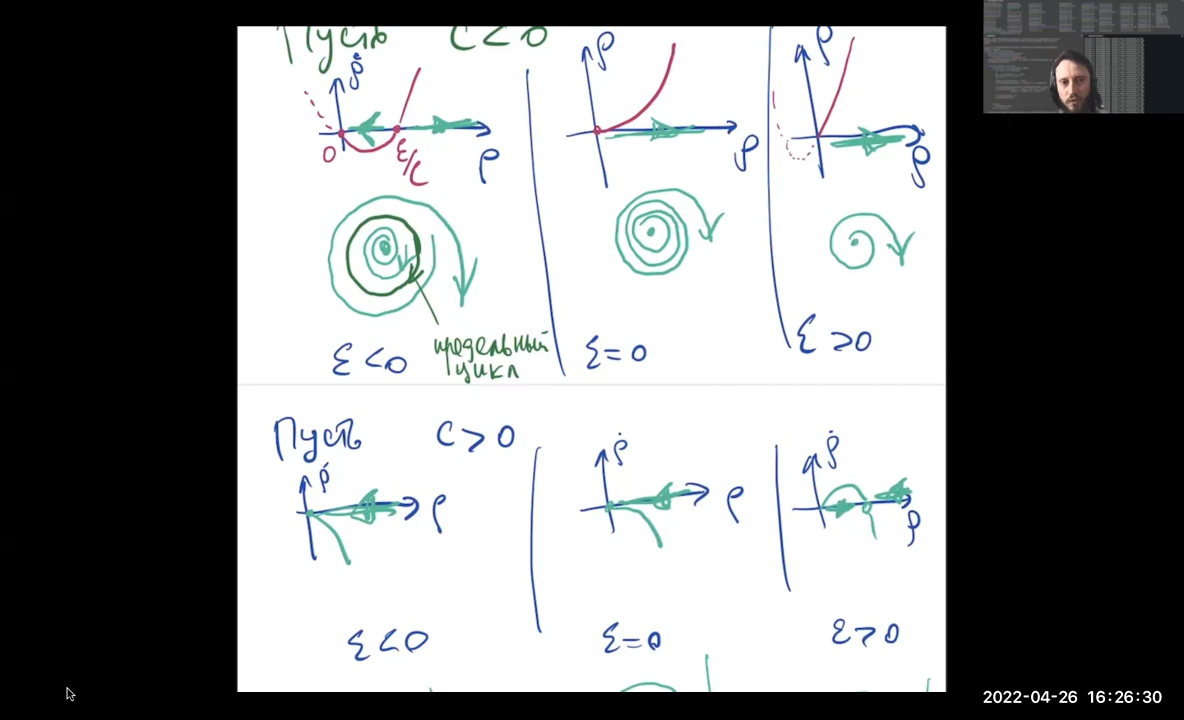 Пусть C < 0
ρ̇
0
ε/c
ρ
предельный
цикл
ε < 0
ρ̇
ρ
ε = 0
ρ̇
ρ
ε > 0
Пусть C > 0
ρ̇
ρ
ε < 0
ρ̇
ρ
ε = 0
ρ̇
ρ
ε > 0
2022-04-26 16:26:30